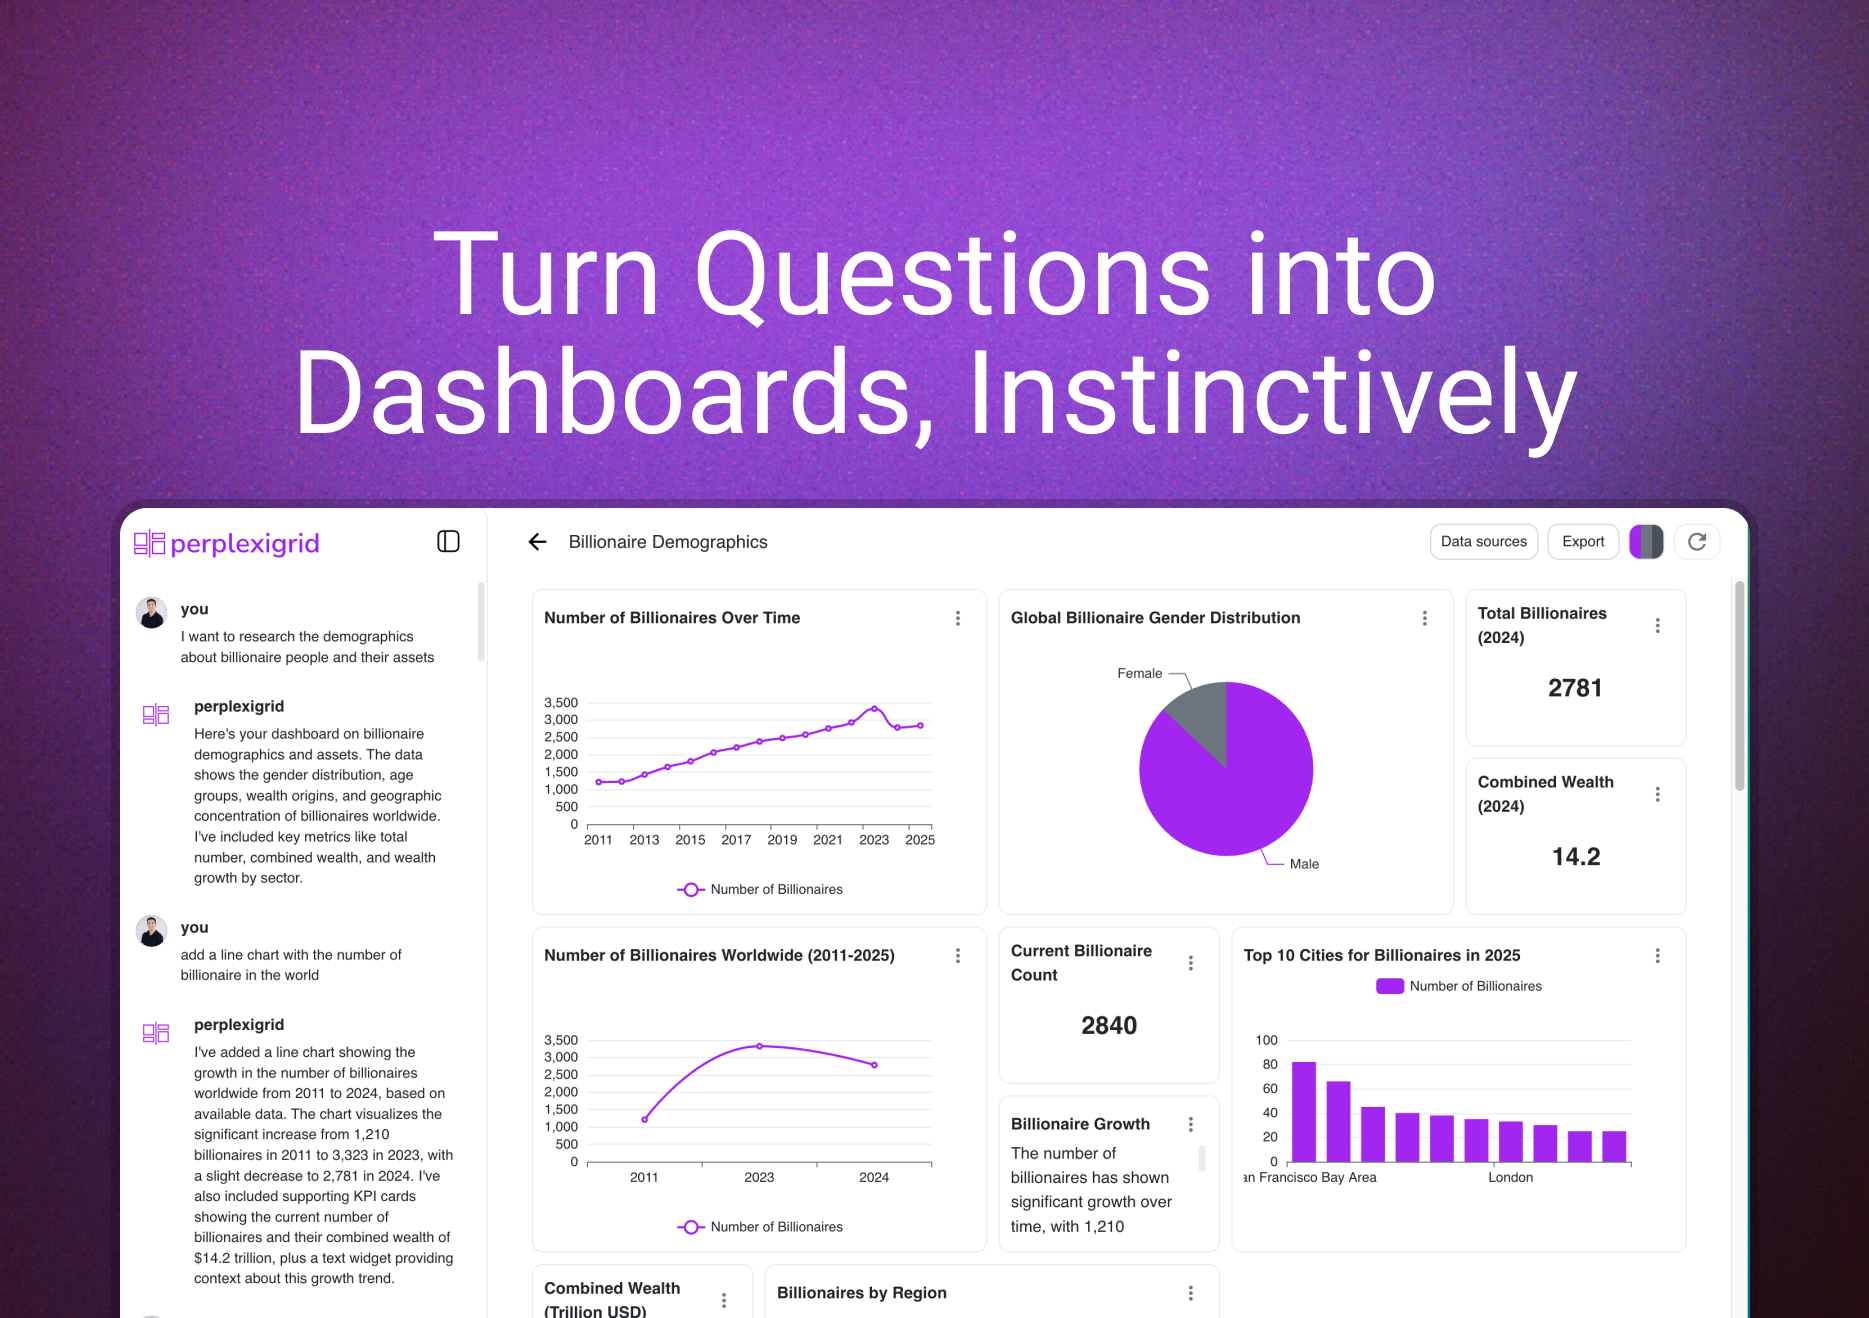 Turn Questions into
Dashboards, Instinctively
perplexigrid
you
I want to research the demographics
about billionaire people and their assets
perplexigrid
Here's your dashboard on billionaire
demographics and assets. The data
shows the gender distribution, age
groups, wealth origins, and geographic
concentration of billionaires worldwide.
I've included key metrics like total
number, combined wealth, and wealth
growth by sector.
you
add a line chart with the number of
billionaire in the world
perplexigrid
I've added a line chart showing the
growth in the number of billionaires
worldwide from 2011 to 2024, based on
available data. The chart visualizes the
significant increase from 1,210
billionaires in 2011 to 3,323 in 2023, with
a slight decrease to 2,781 in 2024. I've
also included supporting KPI cards
showing the current number of
billionaires and their combined wealth of
$14.2 trillion, plus a text widget providing
context about this growth trend.
Billionaire Demographics
Data sources
Export
Number of Billionaires Over Time
3,500
3,000
2,500
2,000
1,500
1,000
500
0
2011 2013 2015 2017 2019 2021 2023 2025
Number of Billionaires
Global Billionaire Gender Distribution
Female
Male
Total Billionaires
(2024)
2781
Combined Wealth
(2024)
14.2
Number of Billionaires Worldwide (2011-2025)
3,500
3,000
2,500
2,000
1,500
1,000
500
0
2011 2023 2024
Number of Billionaires
Current Billionaire
Count
2840
Billionaire Growth
The number of
billionaires has shown
significant growth over
time, with 1,210
Top 10 Cities for Billionaires in 2025
Number of Billionaires
100
80
60
40
20
0
an Francisco Bay Area London
Combined Wealth
(Trillion USD)
Billionaires by Region